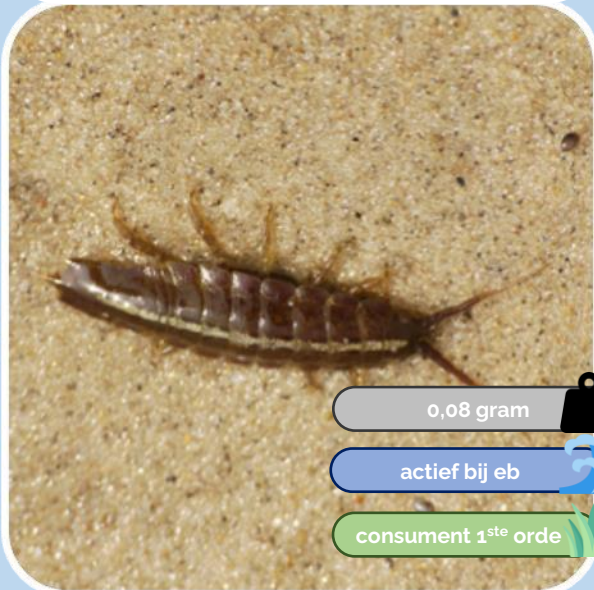 0,08 gram
actief bij eb
consument 1ste orde